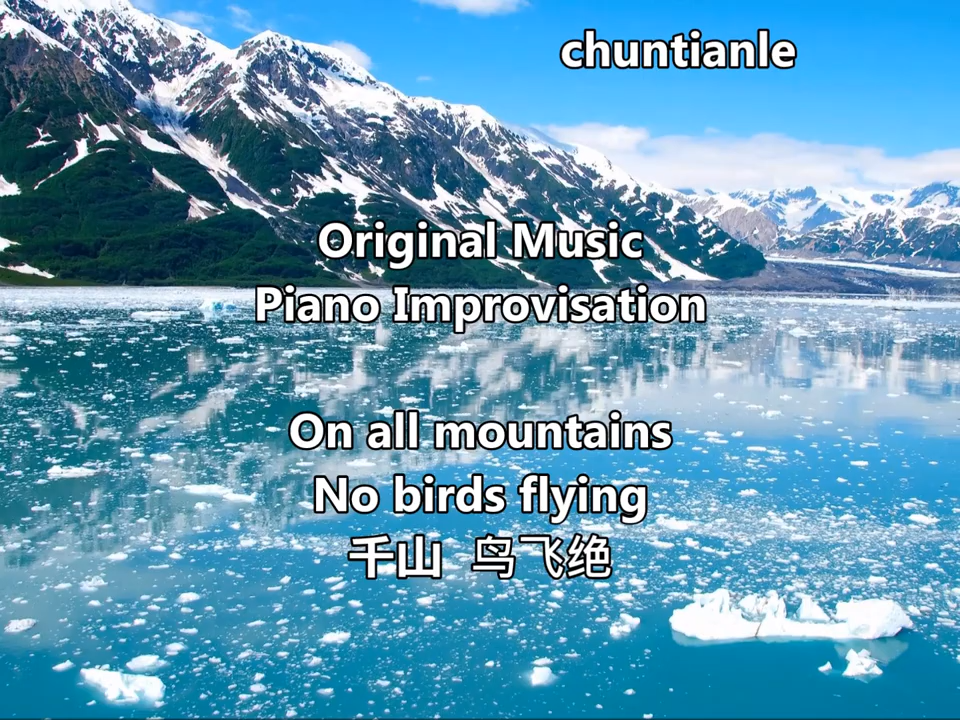 chuntianle
Original Music
Piano Improvisation
On all mountains
No birds flying
千山 鸟飞绝